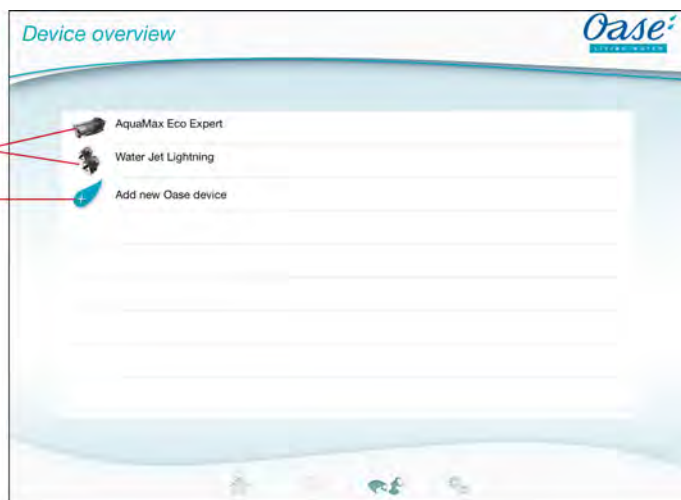 Device overview
Oase
LIVING WATER
AquaMax Eco Expert
Water Jet Lightning
Add new Oase device